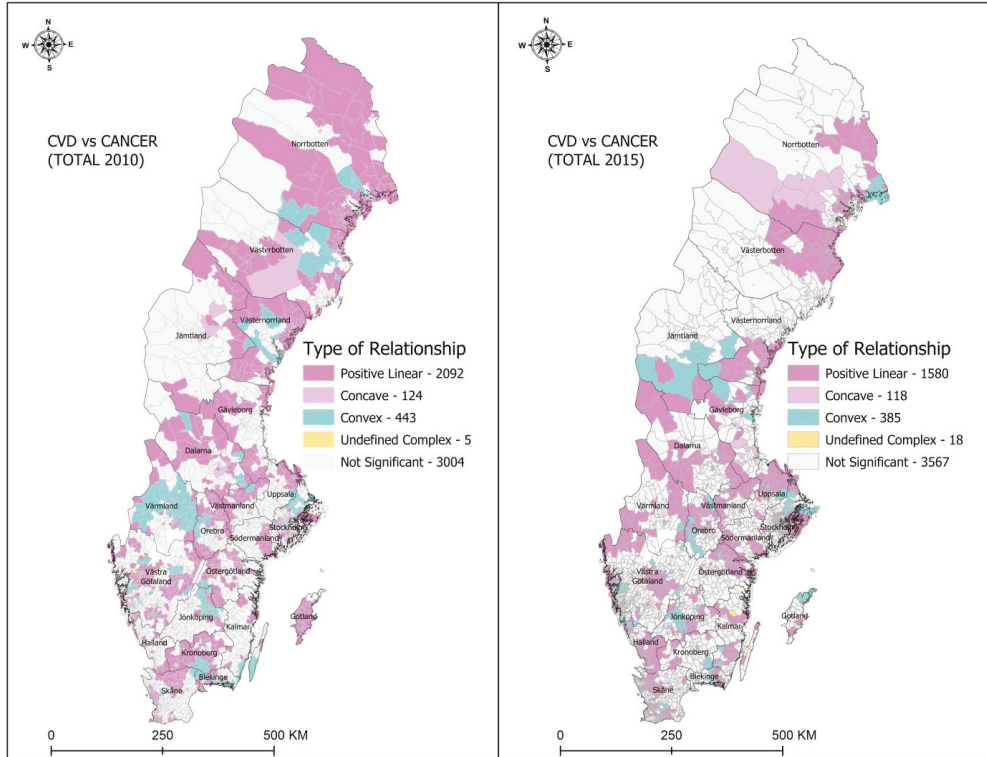 N
W E
S
CVD vs CANCER
(TOTAL 2010)
Norrbotten
Västerbotten
Jämtland
Västernorrland
Type of Relationship
Positive Linear - 2092
Concave - 124
Convex - 443
Undefined Complex - 5
Not Significant - 3004
Gävleborg
Dalarna
Värmland
Uppsala
Västmanland
Stockholm
Örebro
Södermanland
Västra
Götaland
Östergötland
Jönköping
Gotland
Kalmar
Halland
Kronoberg
Blekinge
Skåne
0 250 500 KM
N
W E
S
CVD vs CANCER
(TOTAL 2015)
Norrbotten
Västerbotten
Jämtland
Västernorrland
Type of Relationship
Positive Linear - 1580
Concave - 118
Convex - 385
Undefined Complex - 18
Not Significant - 3567
Gävleborg
Dalarna
Värmland
Uppsala
Västmanland
Stockholm
Örebro
Södermanland
Västra
Götaland
Östergötland
Jönköping
Gotland
Kalmar
Halland
Kronoberg
Blekinge
Skåne
0 250 500 KM